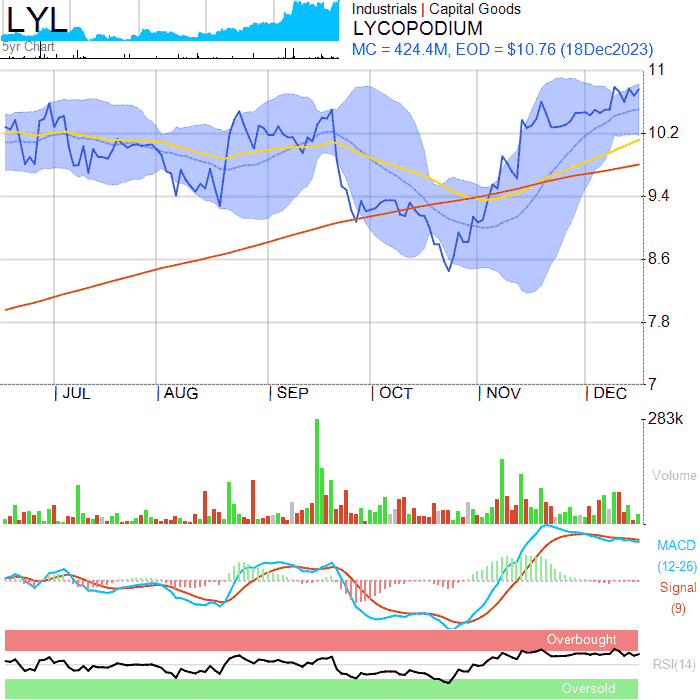 LYL
5yr Chart
Industrials | Capital Goods
LYCOPODIUM
MC = 424.4M, EOD = $10.76 (18Dec2023)
11
10.2
9.4
8.6
7.8
7
JUL AUG SEP OCT NOV DEC
283k
Volume
MACD
(12-26)
Signal
(9)
Overbought
RSI(14)
Oversold